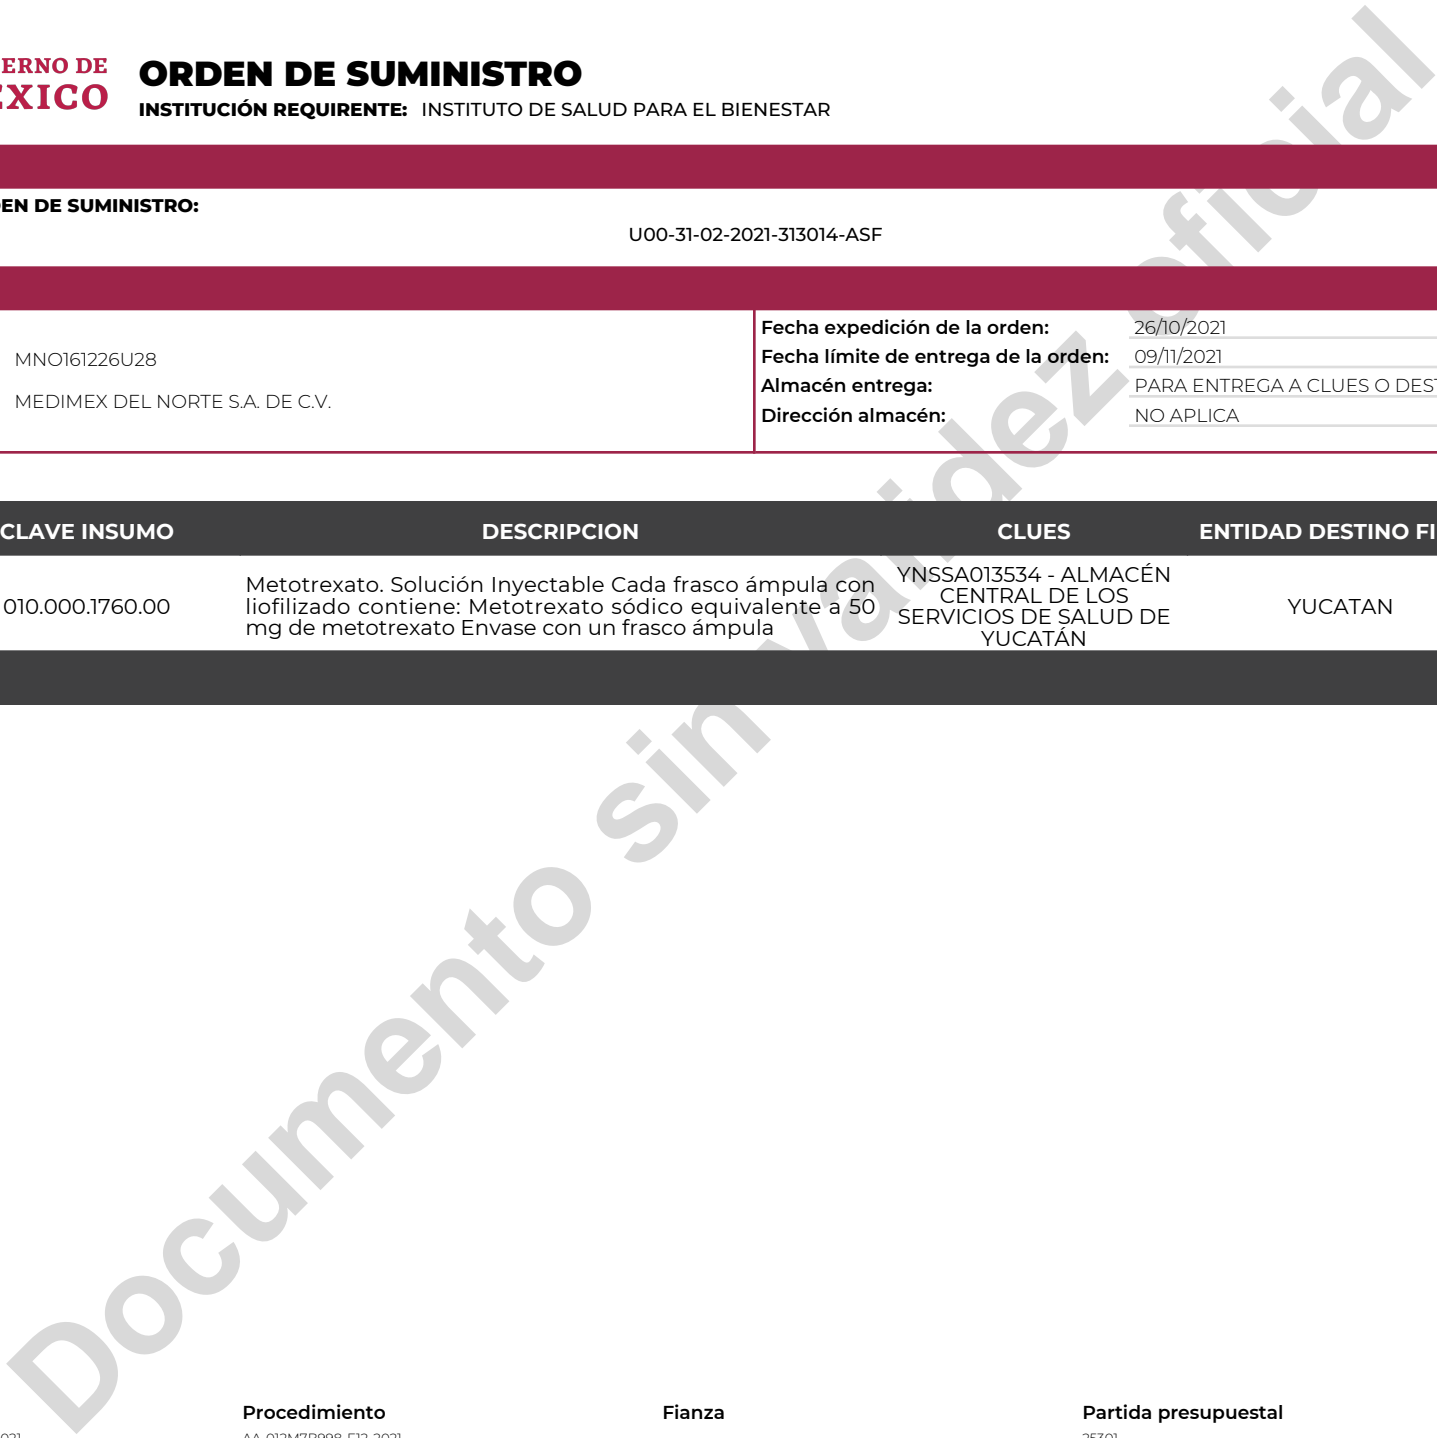 ERNO DE
ORDEN DE SUMINISTRO
INSTITUCIÓN REQUIRENTE: INSTITUTO DE SALUD PARA EL BIENESTAR
EXICO
EN DE SUMINISTRO:
U00-31-02-2021-313014-ASF
MNO161226U28
MEDIMEX DEL NORTE S.A. DE C.V.
Fecha expedición de la orden: 26/10/2021
Fecha límite de entrega de la orden: 09/11/2021
Almacén entrega: PARA ENTREGA A CLUES O DEST
Dirección almacén: NO APLICA
CLAVE INSUMO DESCRIPCION CLUES ENTIDAD DESTINO FI
010.000.1760.00
Metotrexato. Solución Inyectable Cada frasco ámpula con
liofilizado contiene: Metotrexato sódico equivalente a 50
mg de metotrexato Envase con un frasco ámpula
YNSSA013534 - ALMACÉN
CENTRAL DE LOS
SERVICIOS DE SALUD DE
YUCATÁN
YUCATAN
Documento sin validez oficial
Procedimiento Fianza Partida presupuestal